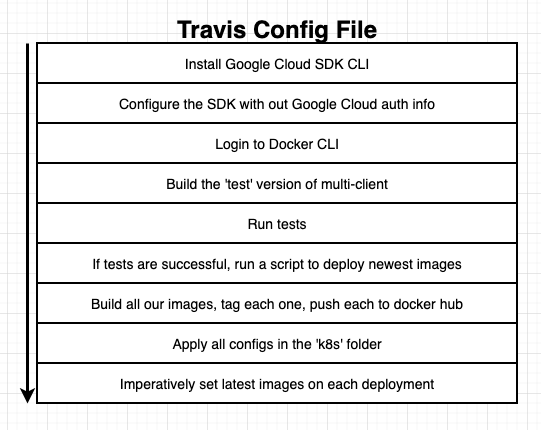 Travis Config File
Install Google Cloud SDK CLI
Configure the SDK with out Google Cloud auth info
Login to Docker CLI
Build the 'test' version of multi-client
Run tests
If tests are successful, run a script to deploy newest images
Build all our images, tag each one, push each to docker hub
Apply all configs in the 'k8s' folder
Imperatively set latest images on each deployment